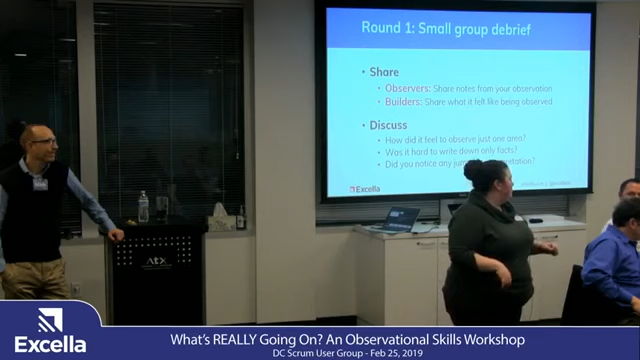 Round 1: Small group debrief
• Share
• Observers: Share notes from your observation
• Builders: Share what it felt like being observed
• Discuss
• How did it feel to observe just one area?
• Was it hard to write down only facts?
• Did you notice any
Excella
Excella
What's REALLY Going On? An Observational Skills Workshop
DC Scrum User Group - Feb 25, 2019